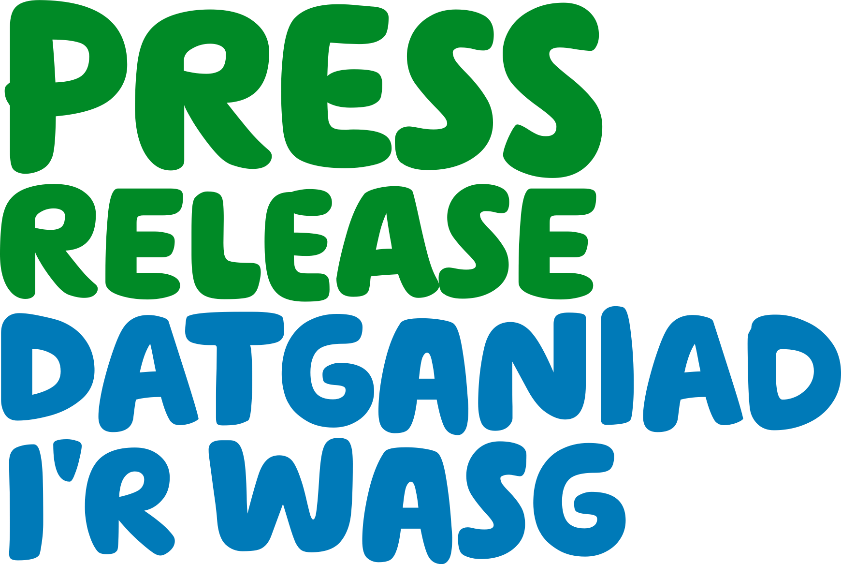 PRESS
RELEASE
DATGANIAD
I'R WASG